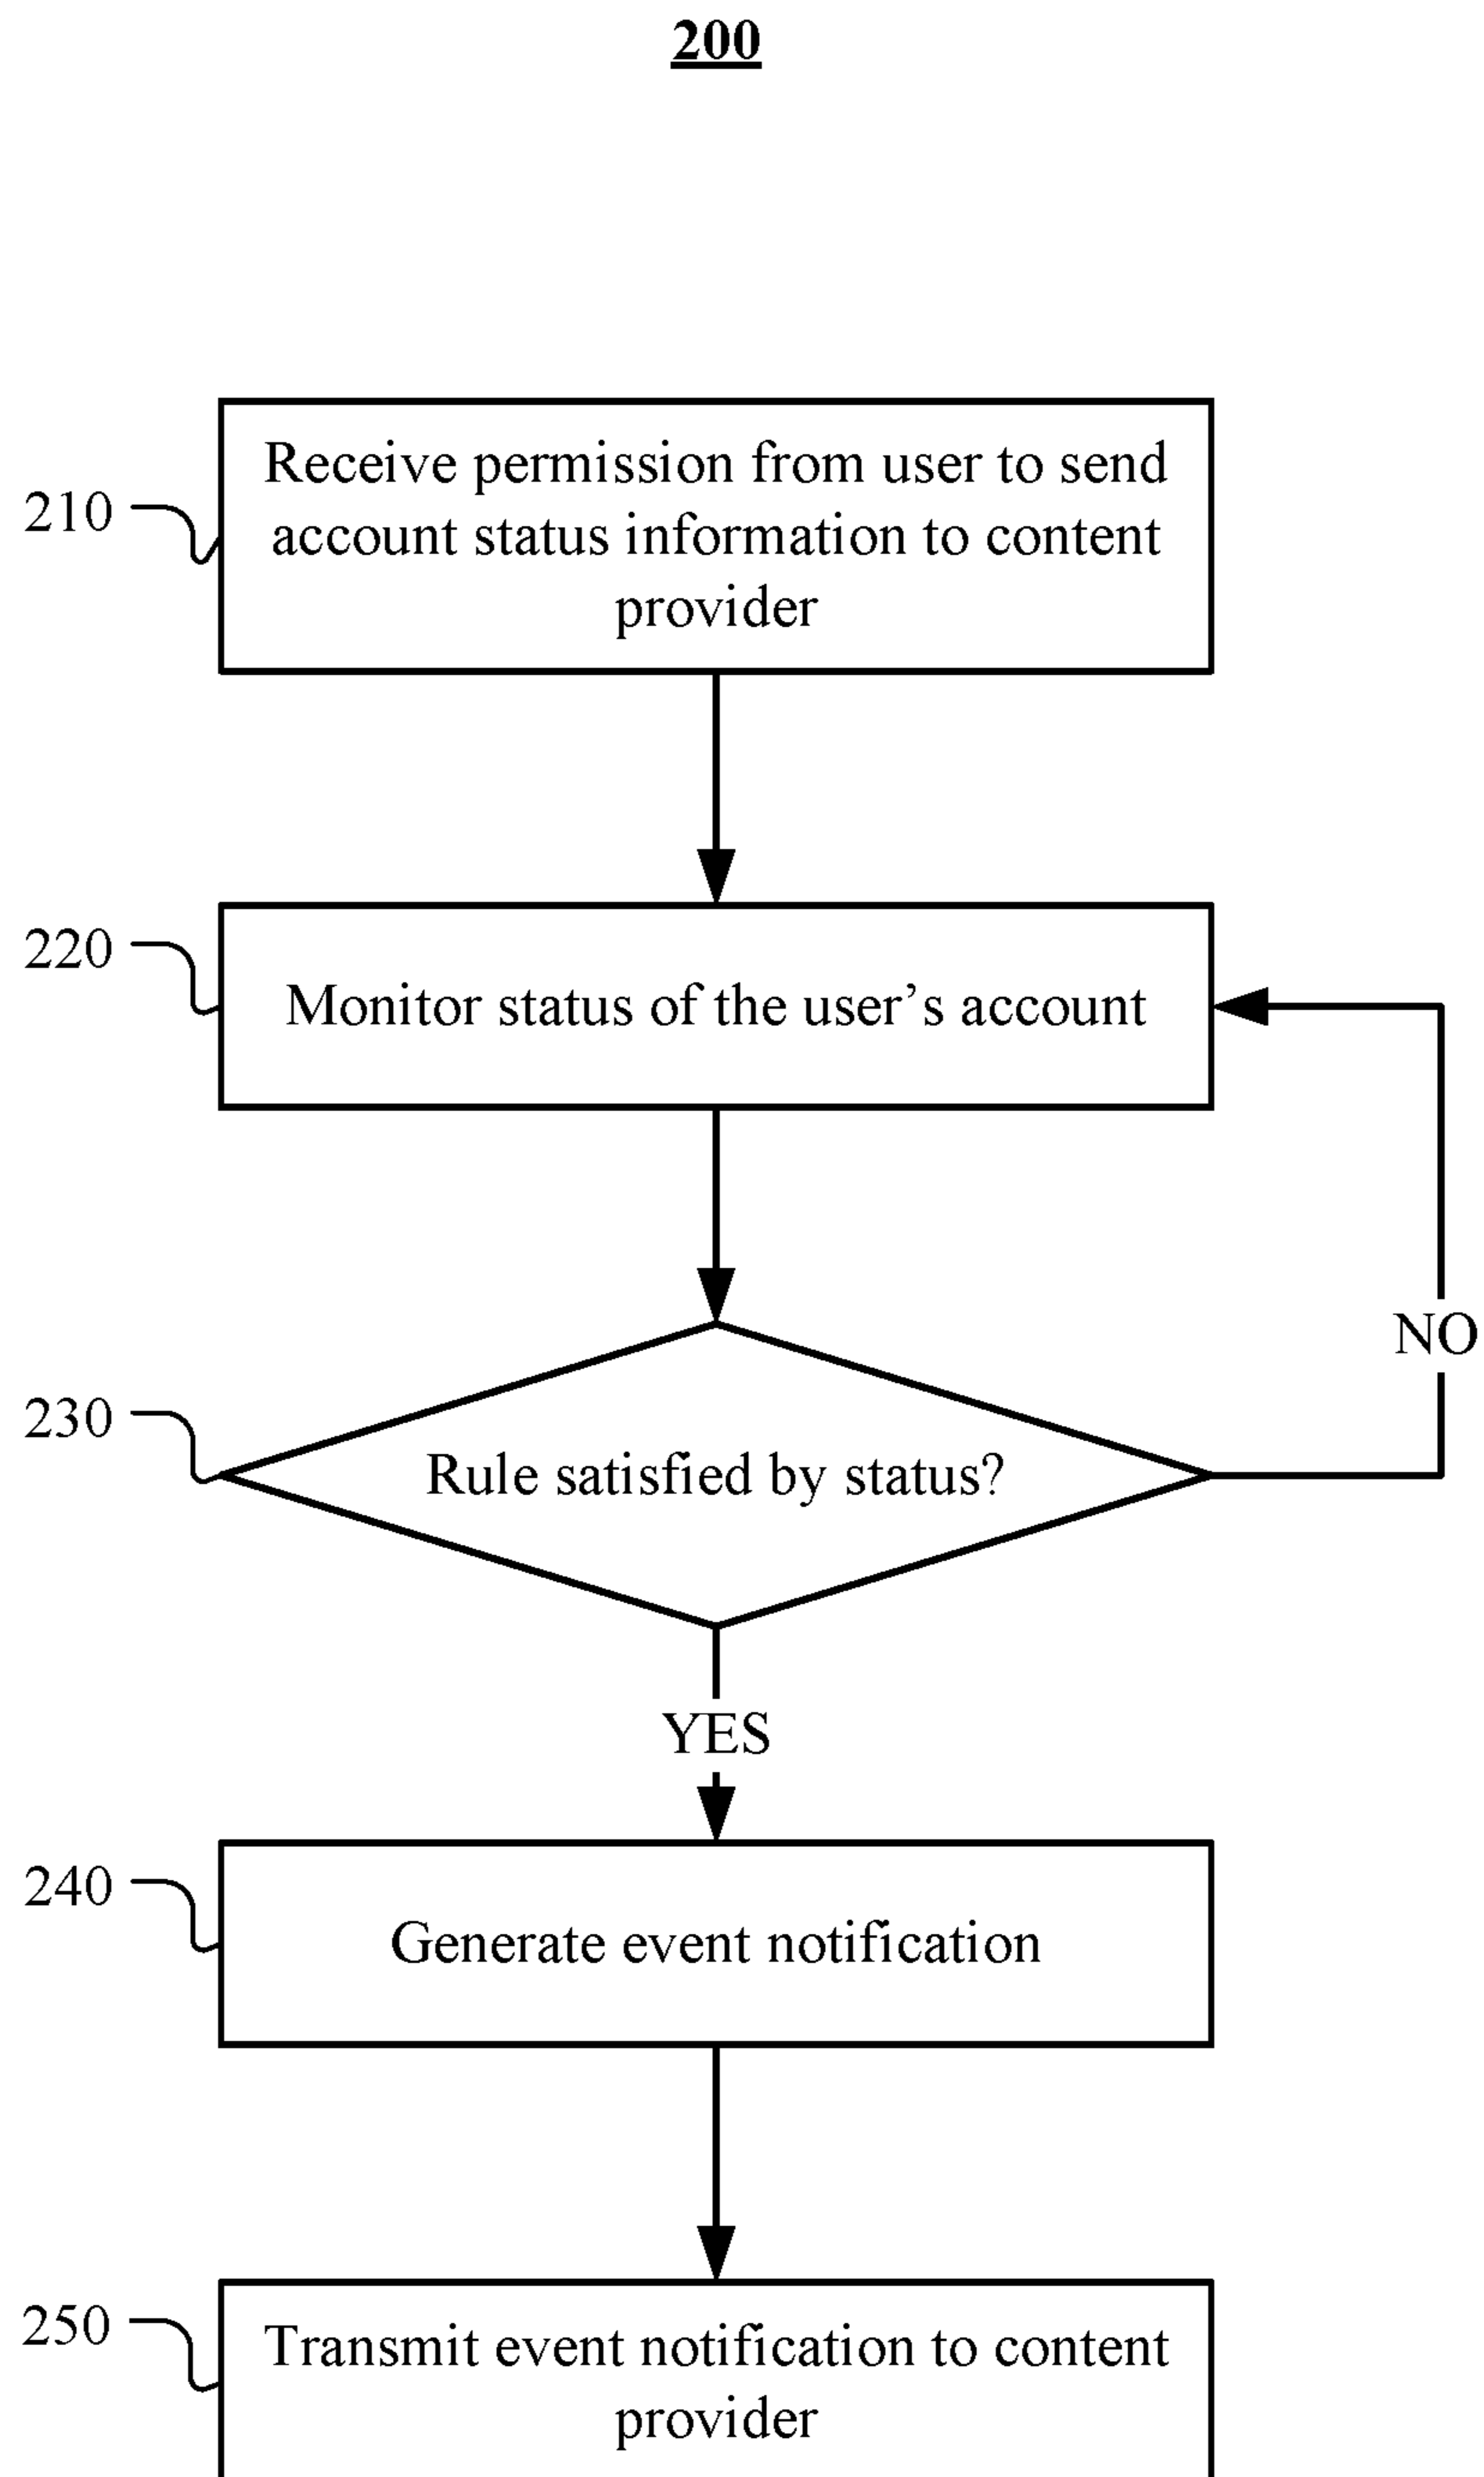 200
210
Receive permission from user to send
account status information to content
provider
220
Monitor status of the user’s account
NO
230
Rule satisfied by status?
YES
240
Generate event notification
250
Transmit event notification to content
provider